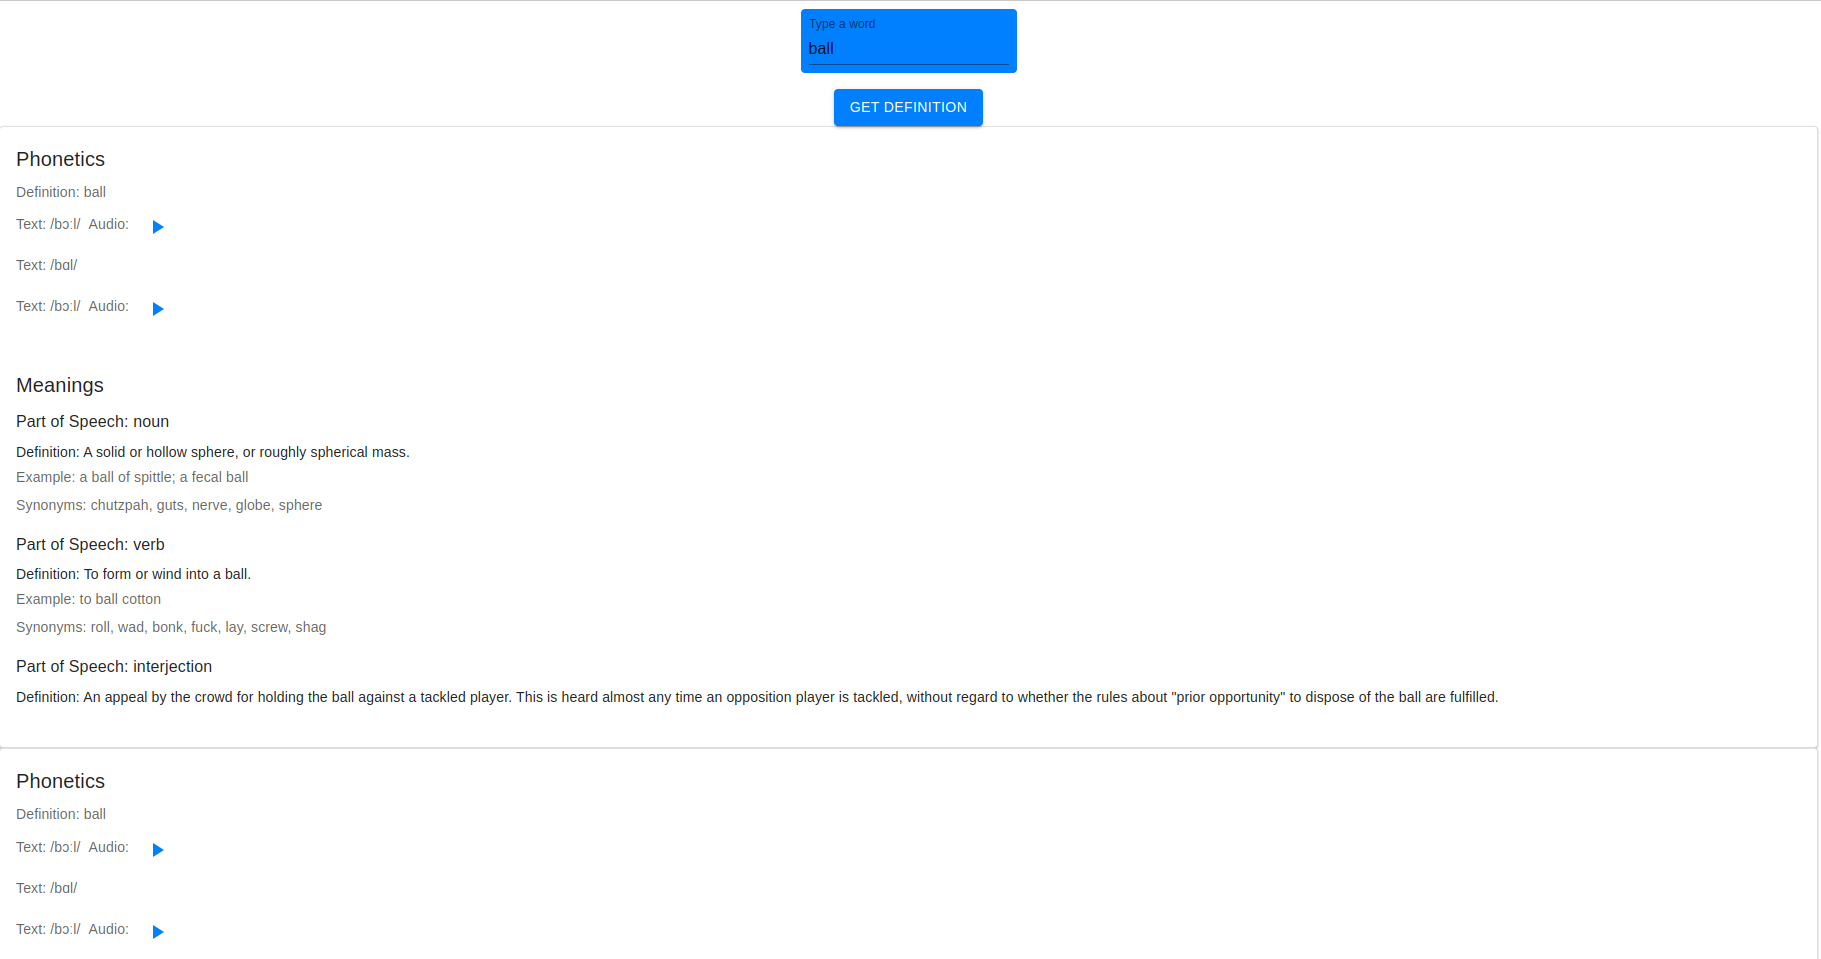 Type a word
ball
GET DEFINITION
Phonetics
Definition: ball
Text: /bɔːl/ Audio:
Text: /bɑl/
Text: /bɔːl/ Audio:
Meanings
Part of Speech: noun
Definition: A solid or hollow sphere, or roughly spherical mass.
Example: a ball of spittle; a fecal ball
Synonyms: chutzpah, guts, nerve, globe, sphere
Part of Speech: verb
Definition: To form or wind into a ball.
Example: to ball cotton
Synonyms: roll, wad, bonk, fuck, lay, screw, shag
Part of Speech: interjection
Definition: An appeal by the crowd for holding the ball against a tackled player. This is heard almost any time an opposition player is tackled, without regard to whether the rules about "prior opportunity" to dispose of the ball are fulfilled.
Phonetics
Definition: ball
Text: /bɔːl/ Audio:
Text: /bɑl/
Text: /bɔːl/ Audio: